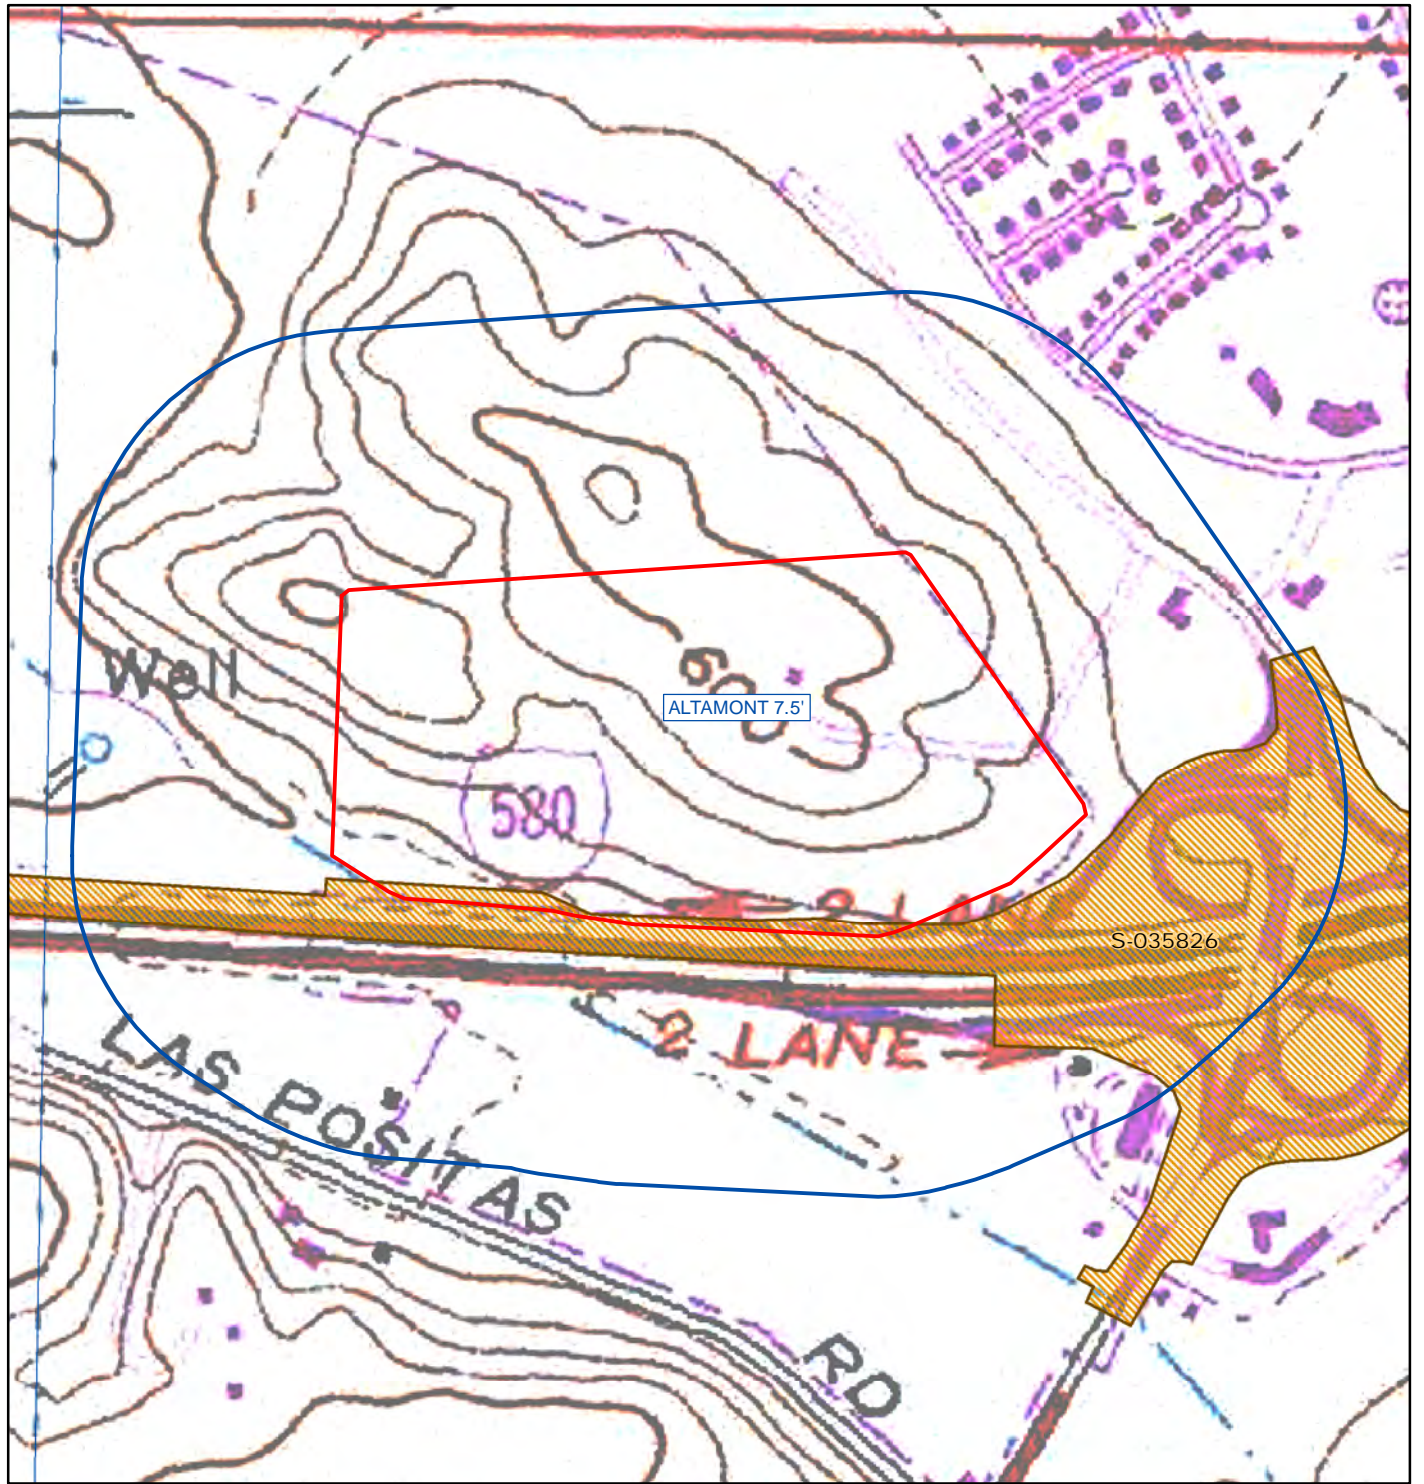 Well
600
ALTAMONT 7.5'
580
2 LANE
S-035826
2 LANE
LAS POSITAS
RD